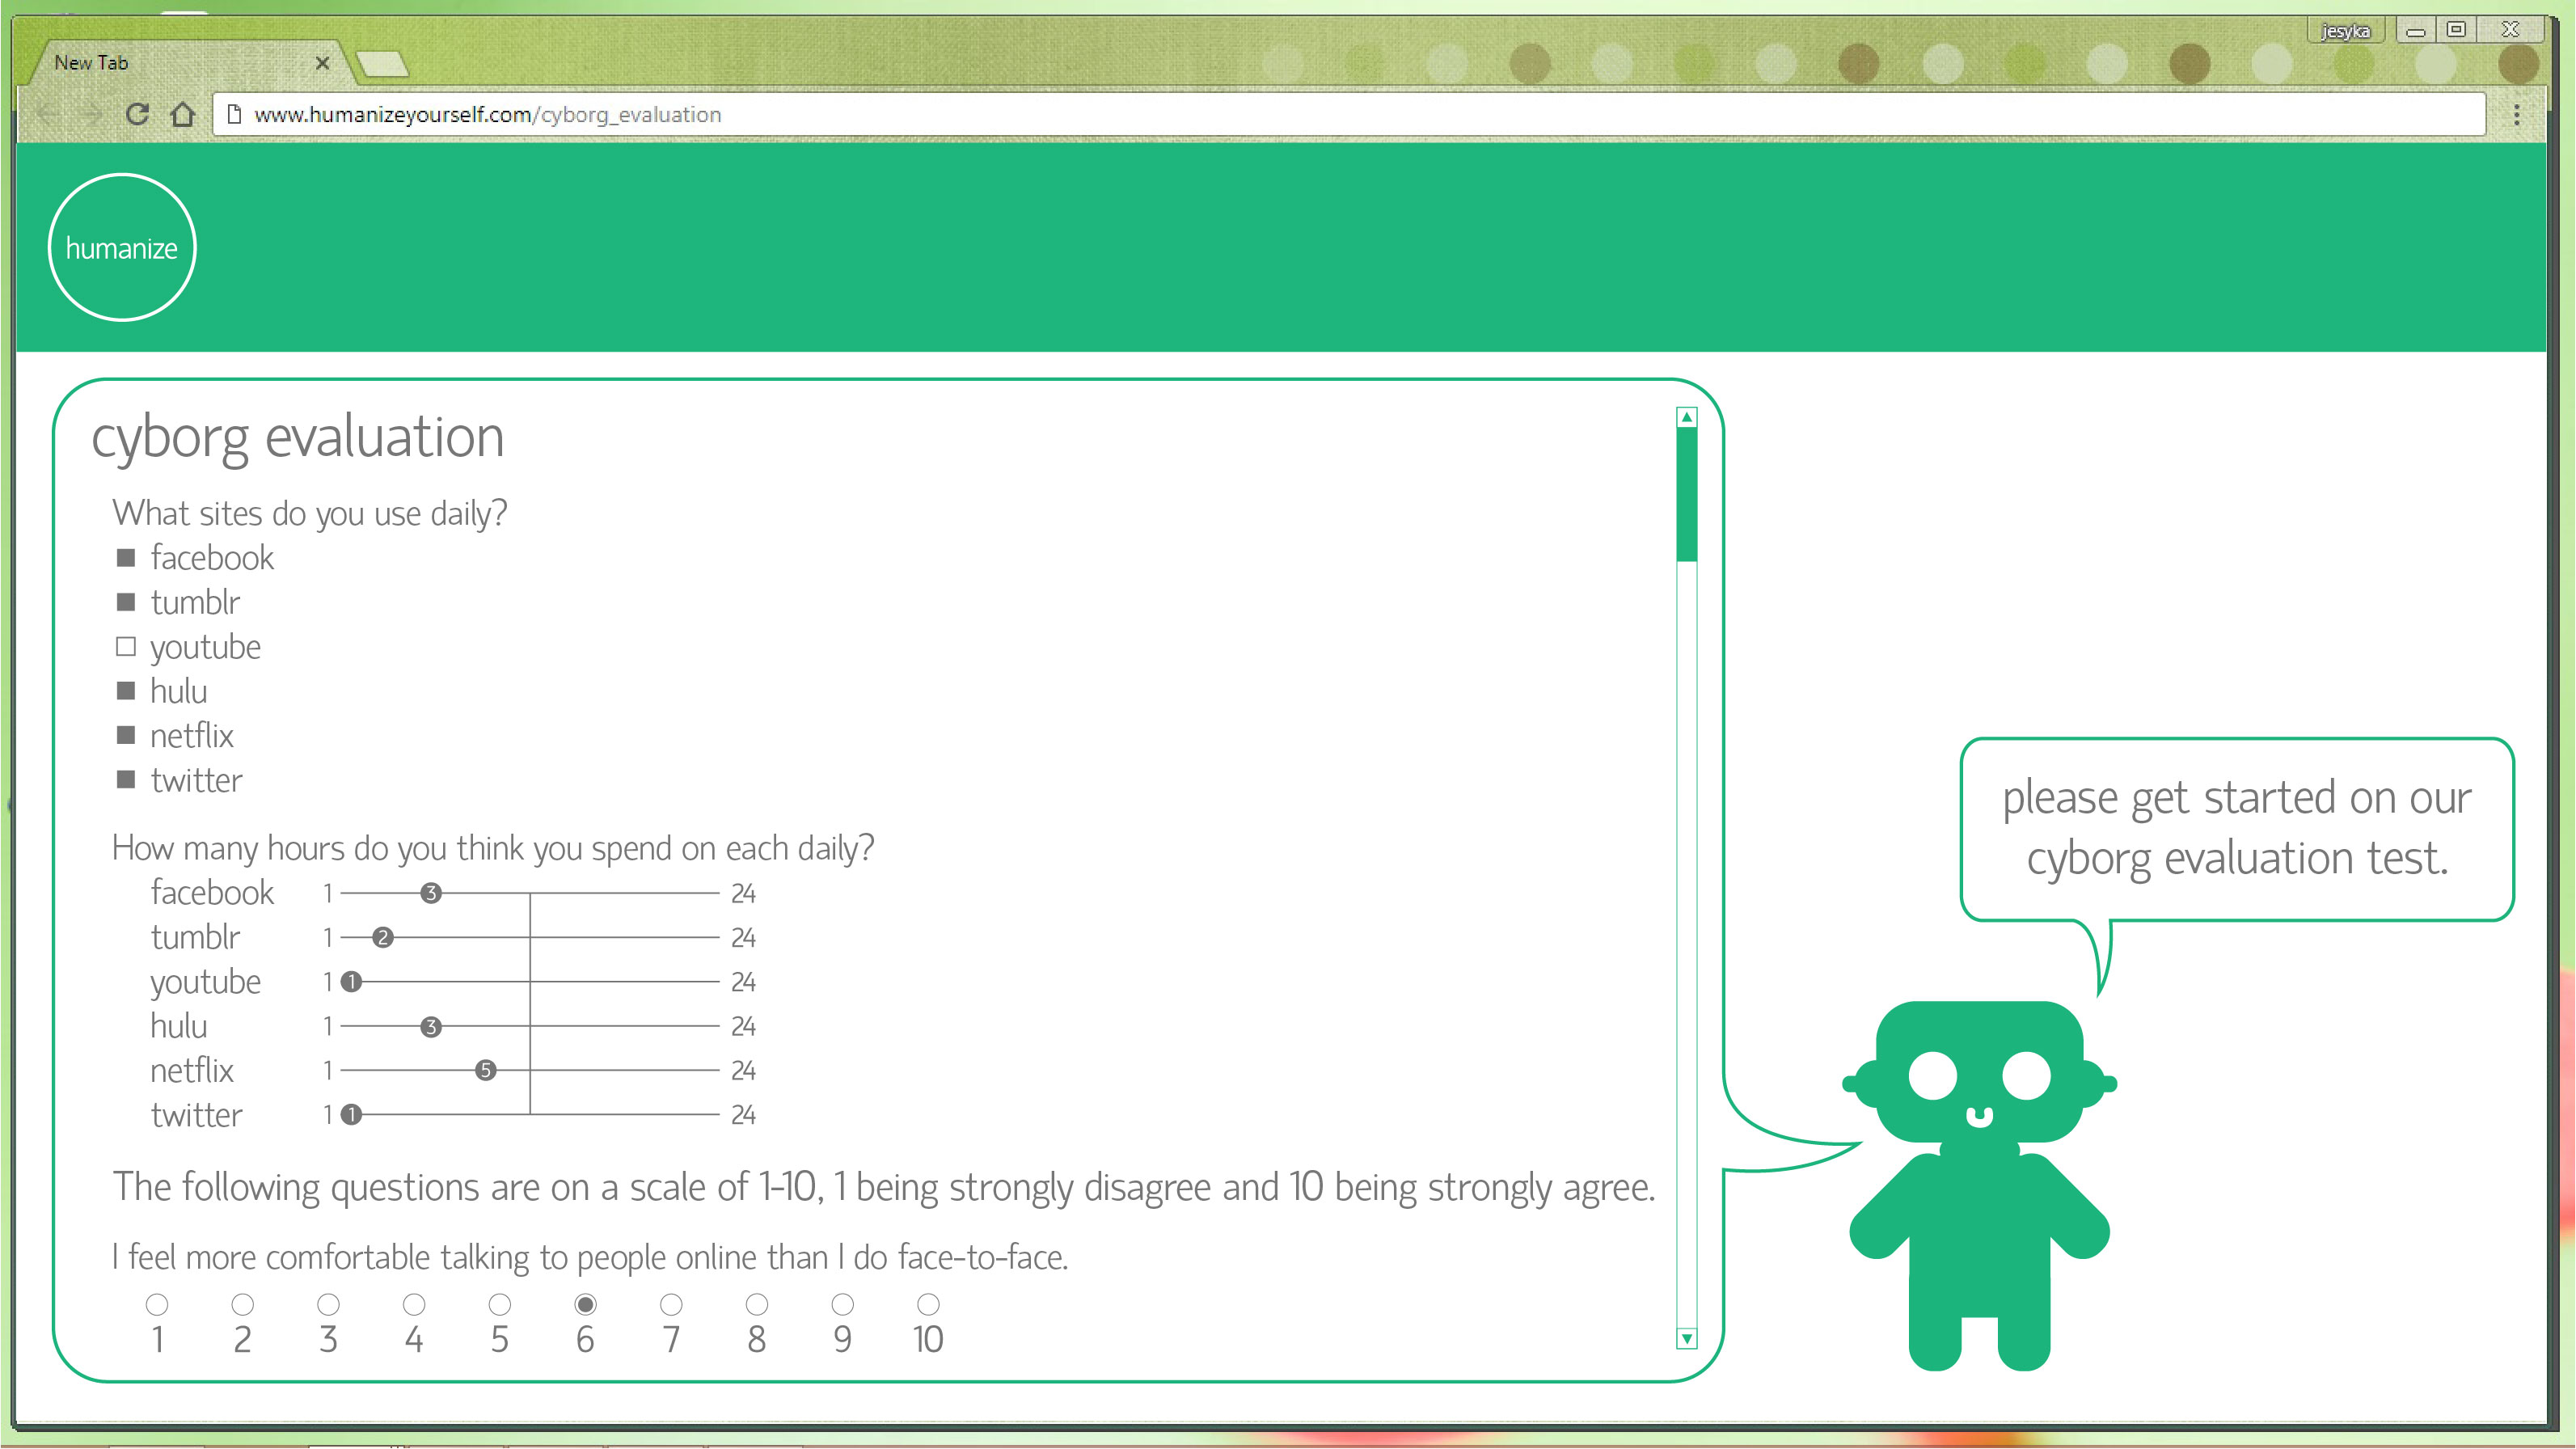 jesyka
New Tab
www.humanizeyourself.com/cyborg_evaluation
humanize
cyborg evaluation
What sites do you use daily?
facebook
tumblr
youtube
hulu
netflix
twitter
How many hours do you think you spend on each daily?
facebook 1 3 24
tumblr 1 2 24
youtube 1 1 24
hulu 1 3 24
netflix 1 5 24
twitter 1 1 24
The following questions are on a scale of 1-10, 1 being strongly disagree and 10 being strongly agree.
I feel more comfortable talking to people online than I do face-to-face.
1 2 3 4 5 6 7 8 9 10
please get started on our
cyborg evaluation test.